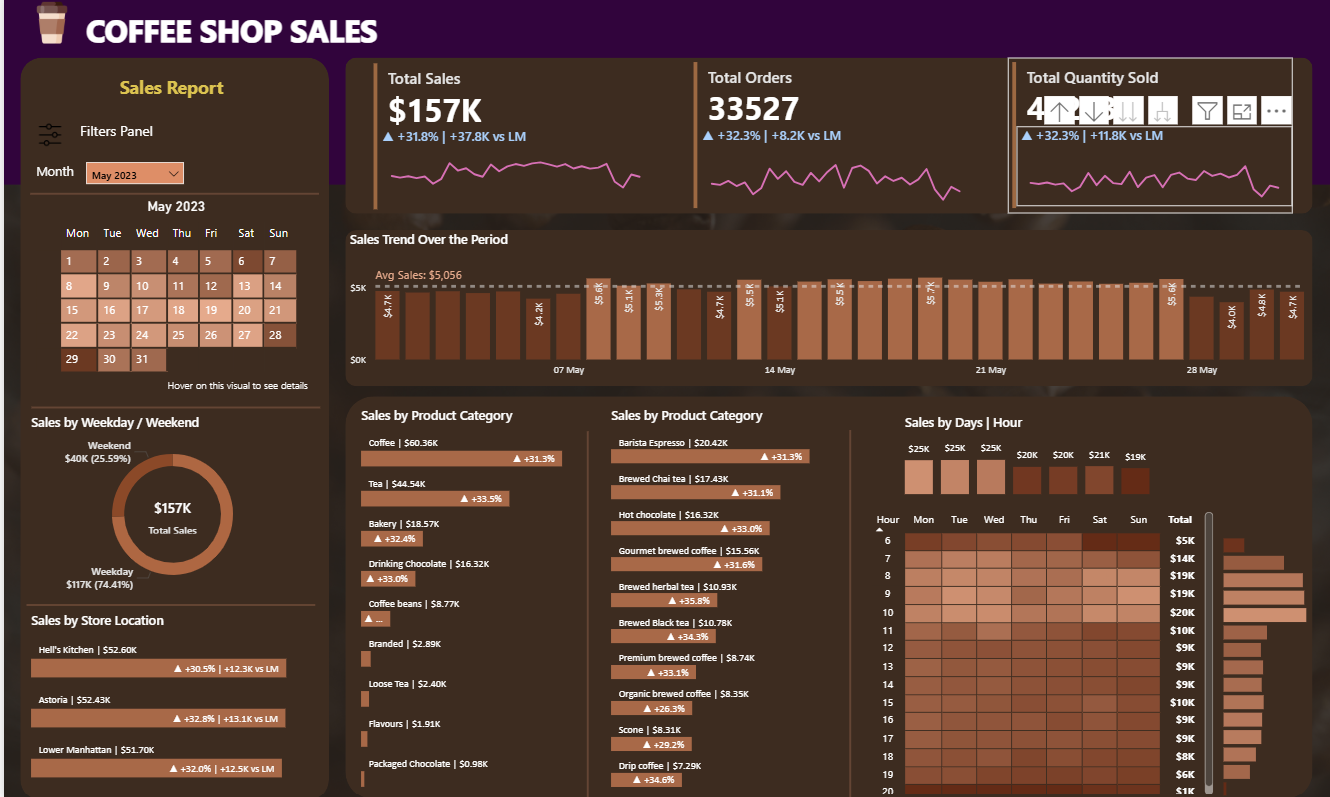 COFFEE SHOP SALES
Sales Report
Filters Panel
Month May 2023
May 2023
Mon Tue Wed Thu Fri Sat Sun
1 2 3 4 5 6 7
8 9 10 11 12 13 14
15 16 17 18 19 20 21
22 23 24 25 26 27 28
29 30 31
Hover on this visual to see details
Sales by Weekday / Weekend
Weekend
$40K (25.59%)
$157K
Total Sales
Weekday
$117K (74.41%)
Sales by Store Location
Hell's Kitchen | $52.60K
▲ +30.5% | +12.3K vs LM
Astoria | $52.43K
▲ +32.8% | +13.1K vs LM
Lower Manhattan | $51.70K
▲ +32.0% | +12.5K vs LM
Total Sales
$157K
▲ +31.8% | +37.8K vs LM
Total Orders
33527
▲ +32.3% | +8.2K vs LM
Total Quantity Sold
▲ +32.3% | +11.8K vs LM
Sales Trend Over the Period
Avg Sales: $5,056
$5K
$0K
$4.7K $4.2K $5.6K $5.1K $5.3K $4.7K $5.5K $5.1K $5.5K $5.7K $5.6K $4.0K $4.8K $4.7K
07 May 14 May 21 May 28 May
Sales by Product Category
Coffee | $60.36K
▲ +31.3%
Tea | $44.54K
▲ +33.5%
Bakery | $18.57K
▲ +32.4%
Drinking Chocolate | $16.32K
▲ +33.0%
Coffee beans | $8.77K
▲ ...
Branded | $2.89K
Loose Tea | $2.40K
Flavours | $1.91K
Packaged Chocolate | $0.98K
Sales by Product Category
Barista Espresso | $20.42K
▲ +31.3%
Brewed Chai tea | $17.43K
▲ +31.1%
Hot chocolate | $16.32K
▲ +33.0%
Gourmet brewed coffee | $15.56K
▲ +31.6%
Brewed herbal tea | $10.93K
▲ +35.8%
Brewed Black tea | $10.78K
▲ +34.3%
Premium brewed coffee | $8.74K
▲ +33.1%
Organic brewed coffee | $8.35K
▲ +26.3%
Scone | $8.31K
▲ +29.2%
Drip coffee | $7.29K
▲ +34.6%
Sales by Days | Hour
$25K $25K $25K $20K $20K $21K $19K
Hour Mon Tue Wed Thu Fri Sat Sun Total
6 $5K
7 $14K
8 $19K
9 $19K
10 $20K
11 $10K
12 $9K
13 $9K
14 $9K
15 $10K
16 $9K
17 $9K
18 $8K
19 $6K
20 $1K